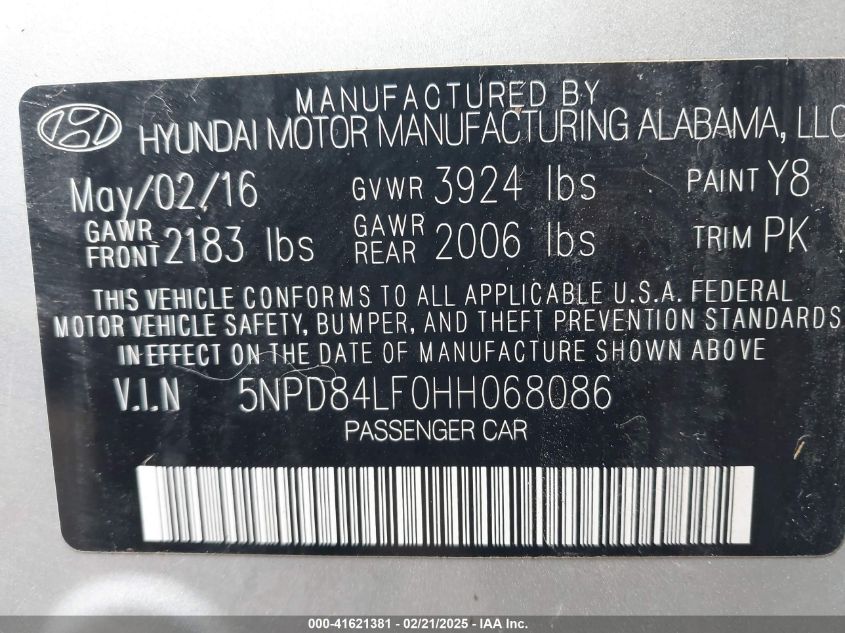 MANUFACTURED BY
HYUNDAI MOTOR MANUFACTURING ALABAMA, LLC
May/02/16 GVWR 3924 lbs PAINT Y8
GAWR FRONT 2183 lbs GAWR REAR 2006 lbs TRIM PK
THIS VEHICLE CONFORMS TO ALL APPLICABLE U.S.A. FEDERAL
MOTOR VEHICLE SAFETY, BUMPER, AND THEFT PREVENTION STANDARDS
IN EFFECT ON THE DATE OF MANUFACTURE SHOWN ABOVE
V.I.N 5NPD84LF0HH068086
PASSENGER CAR
000-41621381 - 02/21/2025 - IAA Inc.